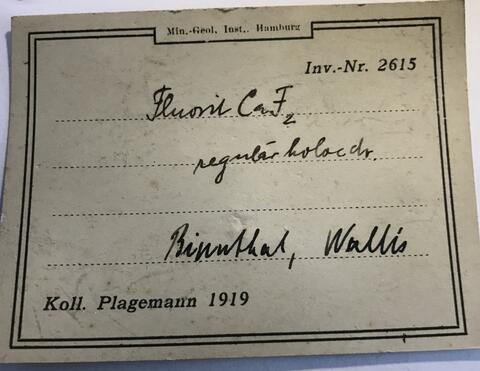 Min.-Geol. Inst., Hamburg
Inv.-Nr. 2615
Fluorit CaF₂
regulär holoedr.
Binnthal, Wallis
Koll. Plagemann 1919